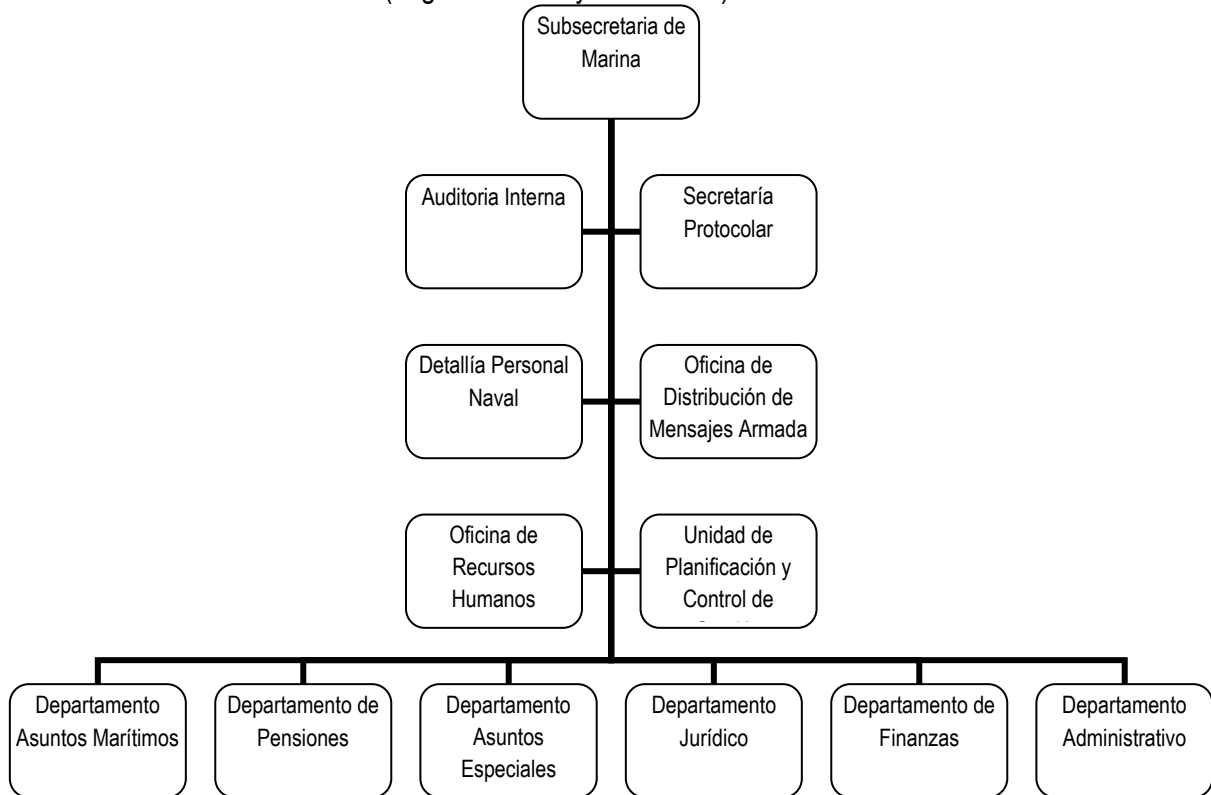 Subsecretaria de
Marina
Auditoria Interna
Secretaría
Protocolar
Detallía Personal
Naval
Oficina de
Distribución de
Mensajes Armada
Oficina de
Recursos
Humanos
Unidad de
Planificación y
Control de
Departamento
Asuntos Marítimos
Departamento de
Pensiones
Departamento
Asuntos
Especiales
Departamento
Jurídico
Departamento de
Finanzas
Departamento
Administrativo